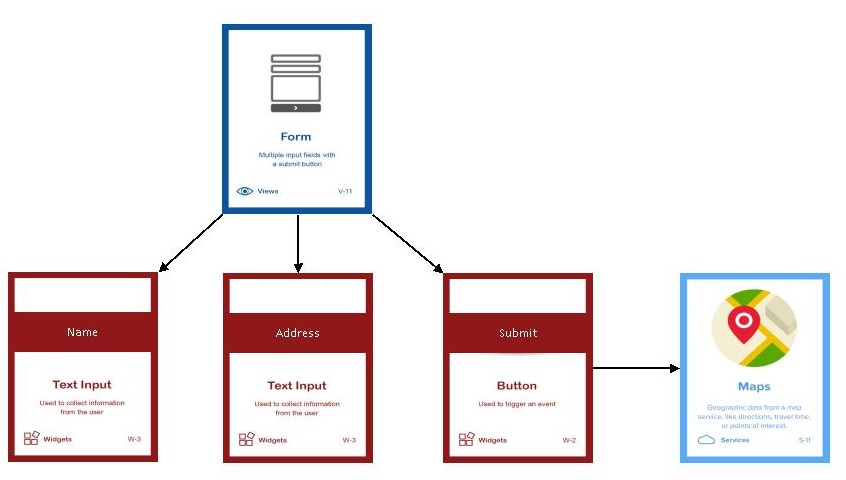 Form
Multiple input fields with
a submit button
Views V-11
Name
Text Input
Used to collect information
from the user
Widgets W-3
Address
Text Input
Used to collect information
from the user
Widgets W-3
Submit
Button
Used to trigger an event
Widgets W-2
Maps
Geographic data from a map
service, like directions, travel time,
or points of interest.
Services S-11